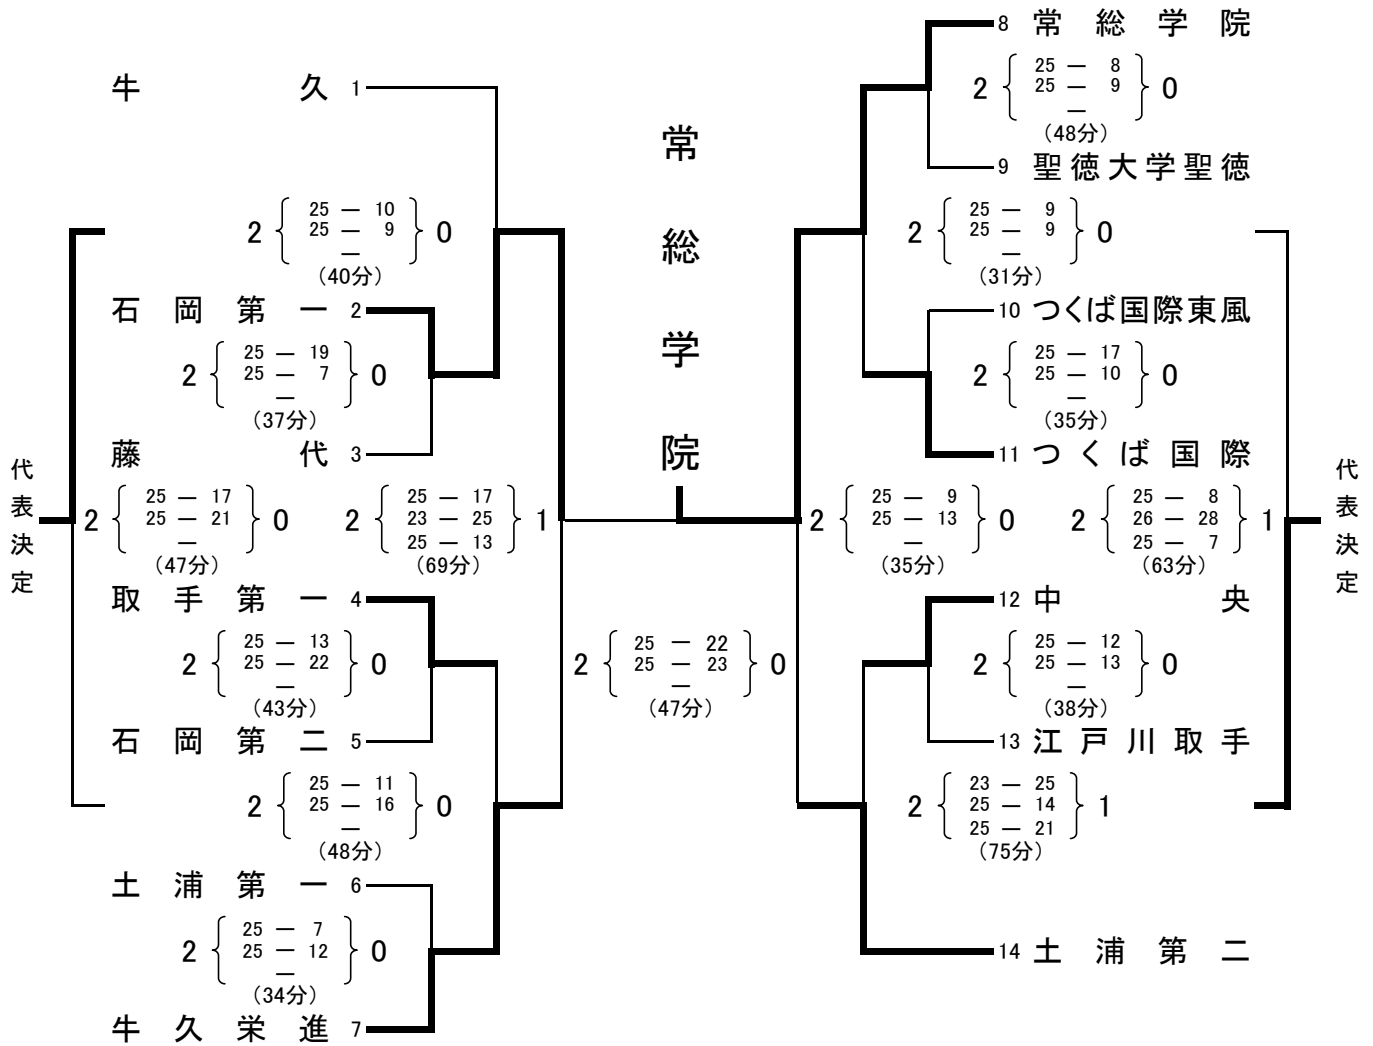 8 常総学院
25 — 8
2 25 — 9 0
—
(48分)
9 聖徳大学聖徳
25 — 9
2 25 — 9 0
—
(31分)
10 つくば国際東風
25 — 17
2 25 — 10 0
—
(35分)
11 つくば国際
25 — 9
2 25 — 13 0
—
(35分)
25 — 8
2 26 — 28 1
25 — 7
(63分)
代表決定
12 中央
25 — 12
2 25 — 13 0
—
(38分)
13 江戸川取手
23 — 25
2 25 — 14 1
25 — 21
(75分)
14 土浦第二
常総学院
25 — 22
2 25 — 23 0
—
(47分)
牛久 1
25 — 10
2 25 — 9 0
—
(40分)
石岡第一 2
25 — 19
2 25 — 7 0
—
(37分)
藤代 3
代表決定
25 — 17
2 25 — 21 0
—
(47分)
25 — 17
2 23 — 25 1
25 — 13
(69分)
取手第一 4
25 — 13
2 25 — 22 0
—
(43分)
石岡第二 5
25 — 11
2 25 — 16 0
—
(48分)
土浦第一 6
25 — 7
2 25 — 12 0
—
(34分)
牛久栄進 7